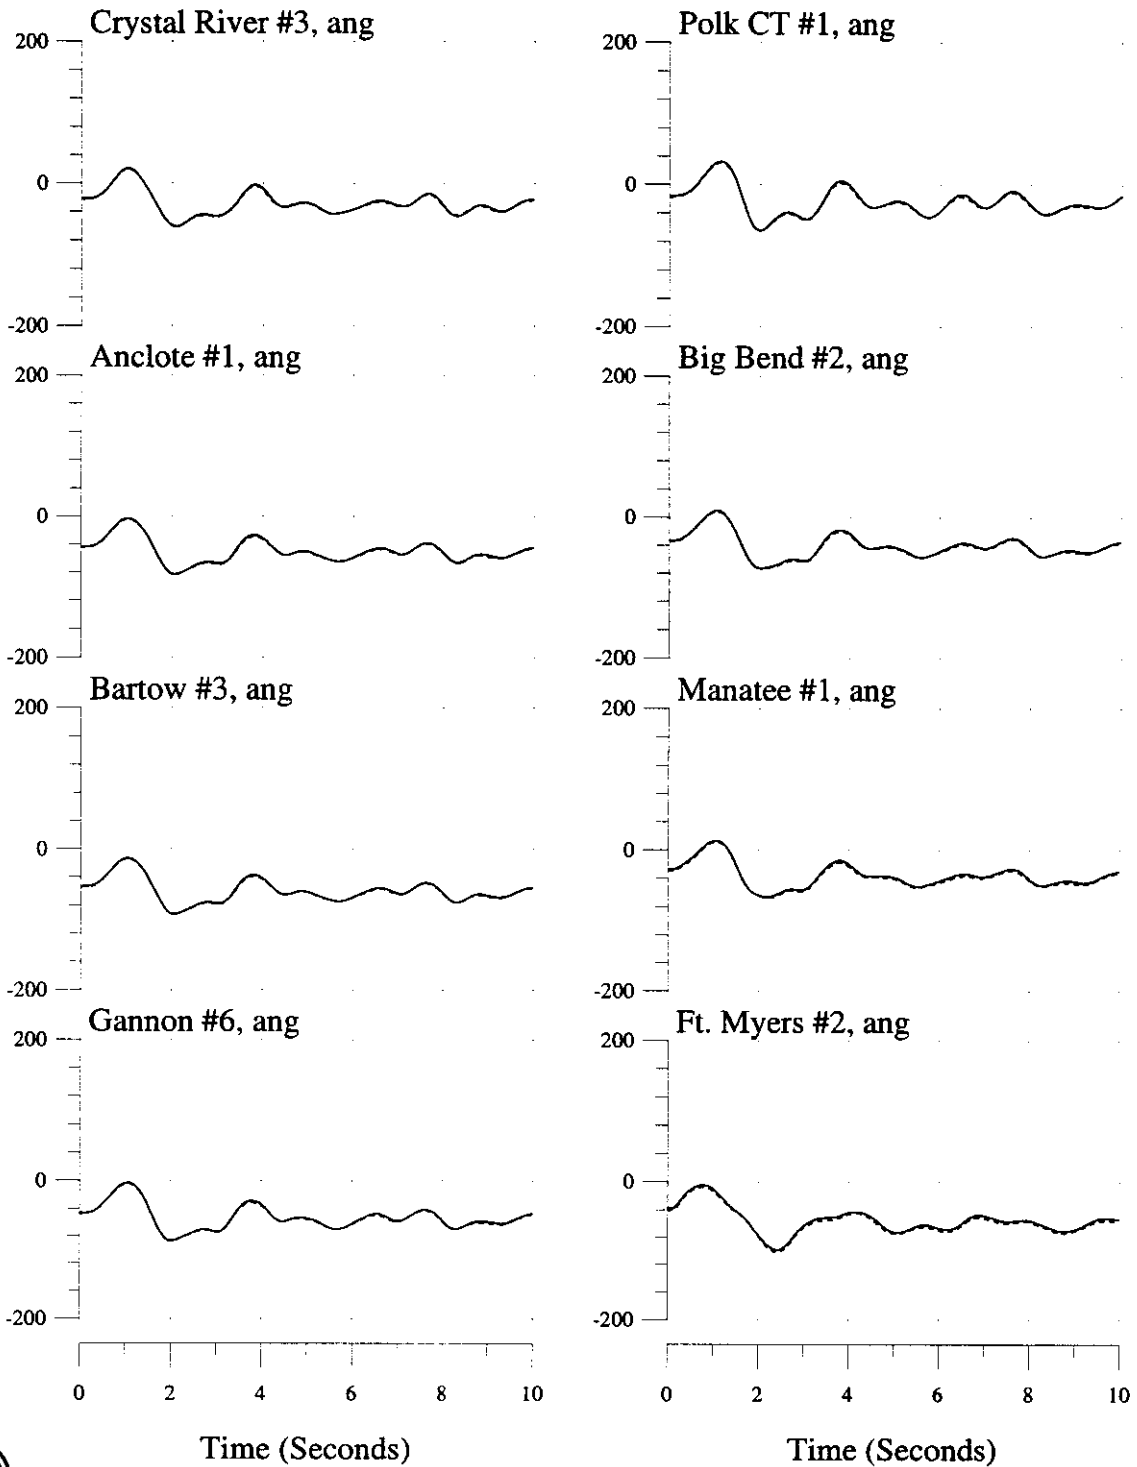 Crystal River #3, ang
200
0
-200
Anclote #1, ang
200
0
-200
Bartow #3, ang
200
0
-200
Gannon #6, ang
200
0
-200
0 2 4 6 8 10
Time (Seconds)
Polk CT #1, ang
200
0
-200
Big Bend #2, ang
200
0
-200
Manatee #1, ang
200
0
-200
Ft. Myers #2, ang
200
0
-200
0 2 4 6 8 10
Time (Seconds)